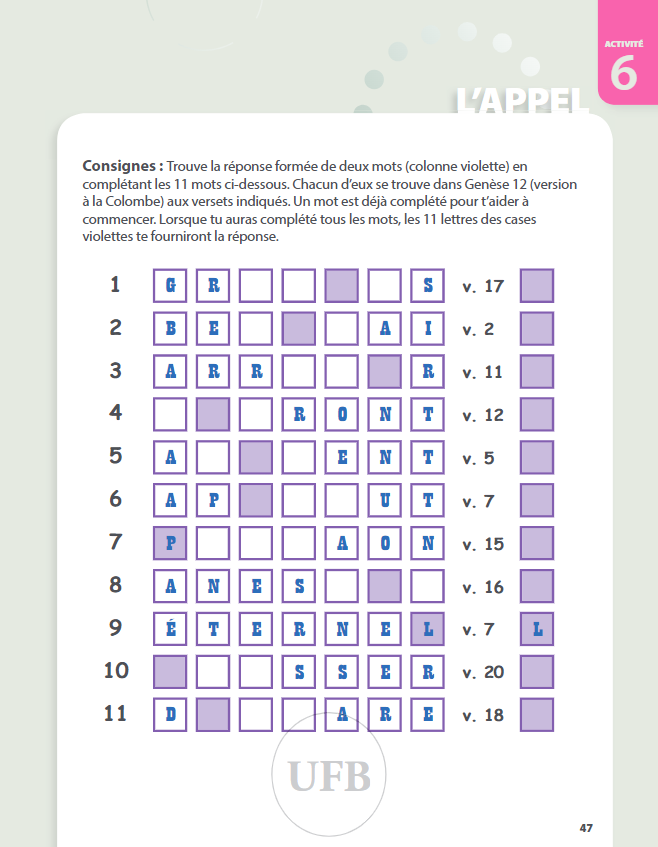 ACTIVITÉ
6
L'APPEL
Consignes : Trouve la réponse formée de deux mots (colonne violette) en
complétant les 11 mots ci-dessous. Chacun d'eux se trouve dans Genèse 12 (version
à la Colombe) aux versets indiqués. Un mot est déjà complété pour t'aider à
commencer. Lorsque tu auras complété tous les mots, les 11 lettres des cases
violettes te fourniront la réponse.
1 G R S v. 17
2 B E A I v. 2
3 A R R R v. 11
4 R O N T v. 12
5 A E N T v. 5
6 A P U T v. 7
7 P A O N v. 15
8 A N E S v. 16
9 É T E R N E L v. 7 L
10 S S E R v. 20
11 D A R E v. 18
UFB
47